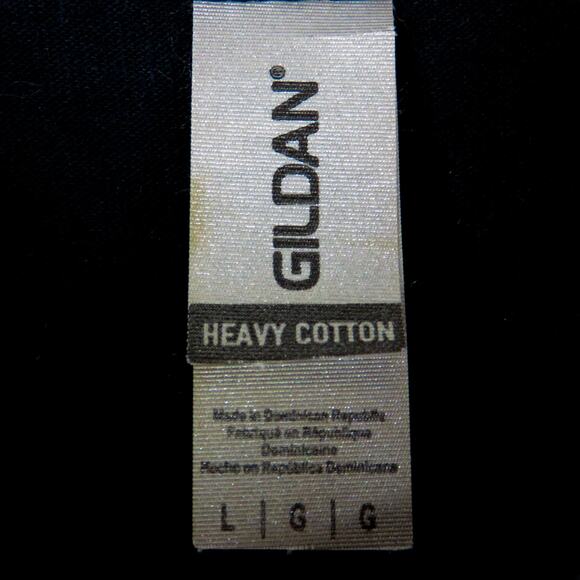 GILDAN®
HEAVY COTTON
Made in Dominican Republic
Fabriqué en République
Dominicaine
Hecho en República Dominicana
L | G | G